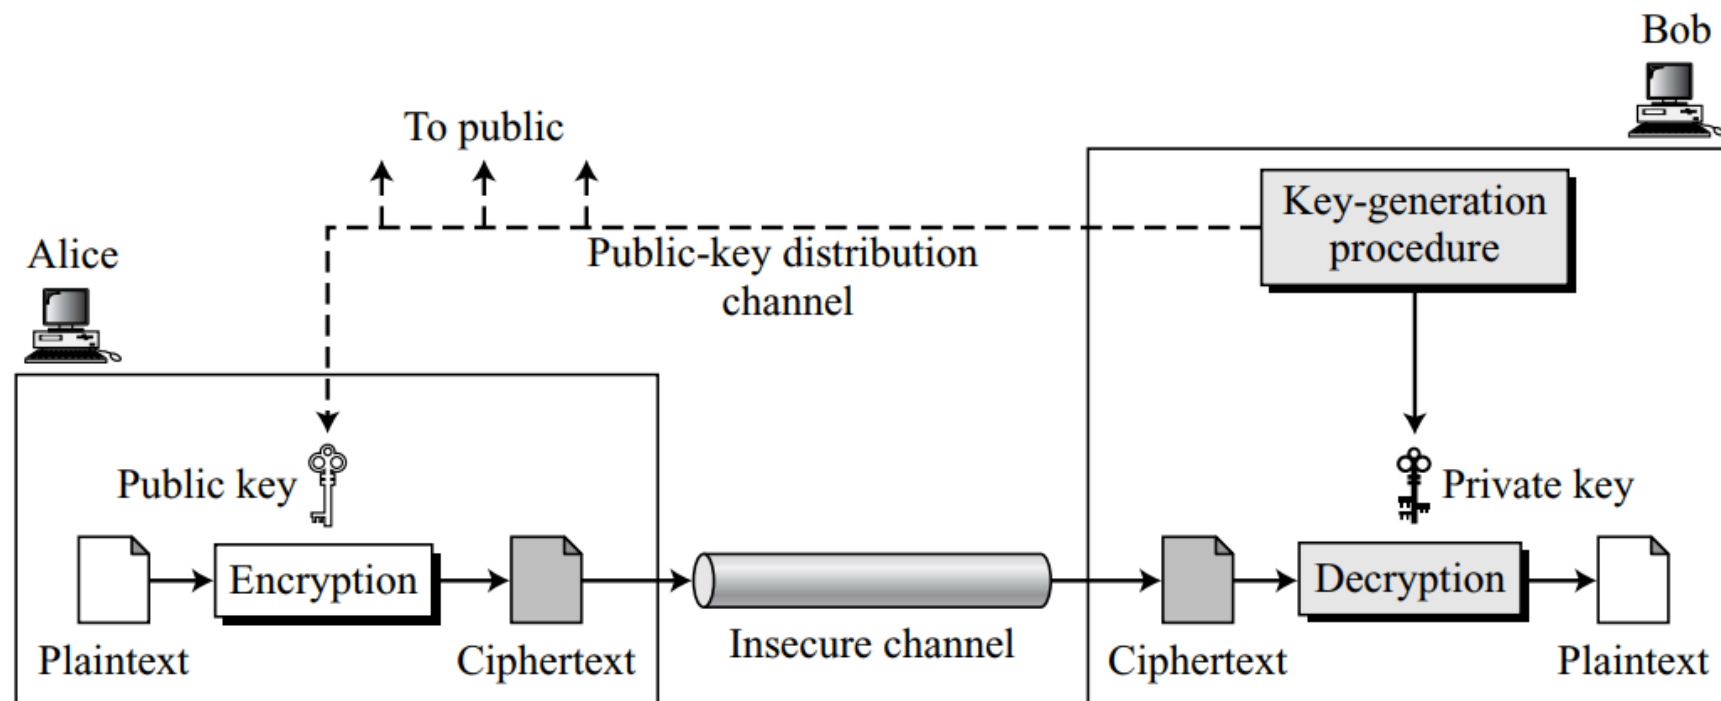 Bob
To public
Key-generation
procedure
Public-key distribution
channel
Alice
Public key
Private key
Encryption
Decryption
Plaintext
Ciphertext
Insecure channel
Ciphertext
Plaintext